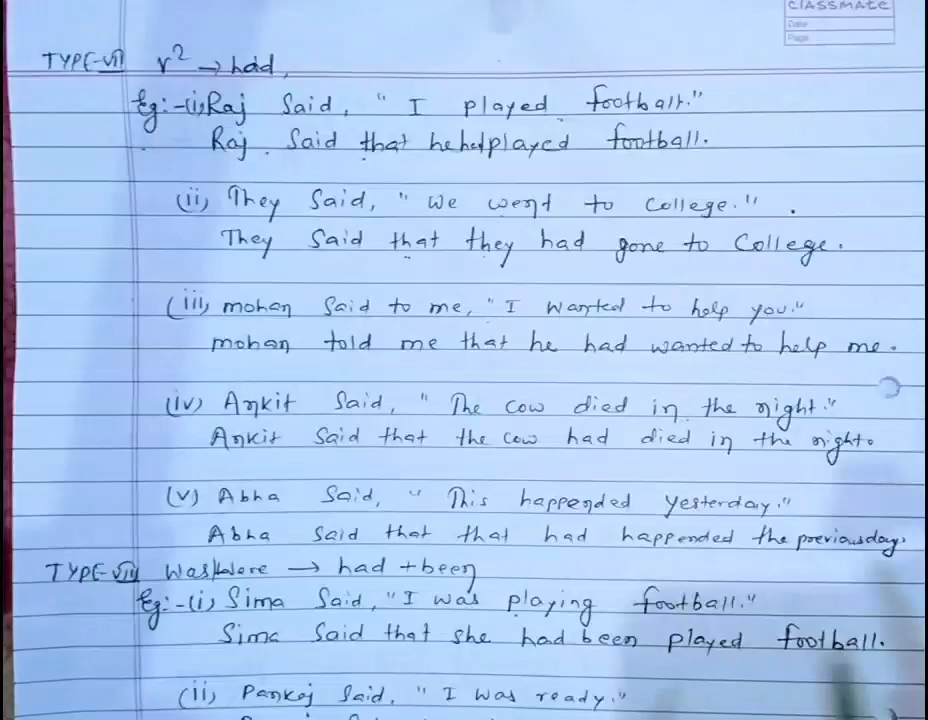 CLASSMATE
Date
Page
TYPE-VII V² → had,
Eg:-(i) Raj Said, "I played football."
Raj Said that he had played football.
(ii) They Said, "We went to College."
They Said that they had gone to College.
(iii) mohan Said to me, "I wanted to help you."
mohan told me that he had wanted to help me.
(iv) Ankit Said, "The cow died in the night."
Ankit Said that the cow had died in the night.
(v) Abha Said, "This happended yesterday."
Abha Said that that had happended the previous day.
TYPE-VIII Was/Were → had + been
Eg:-(i) Sima Said, "I was playing football."
Sima Said that she had been played football.
(ii) Pankaj Said, "I was ready."